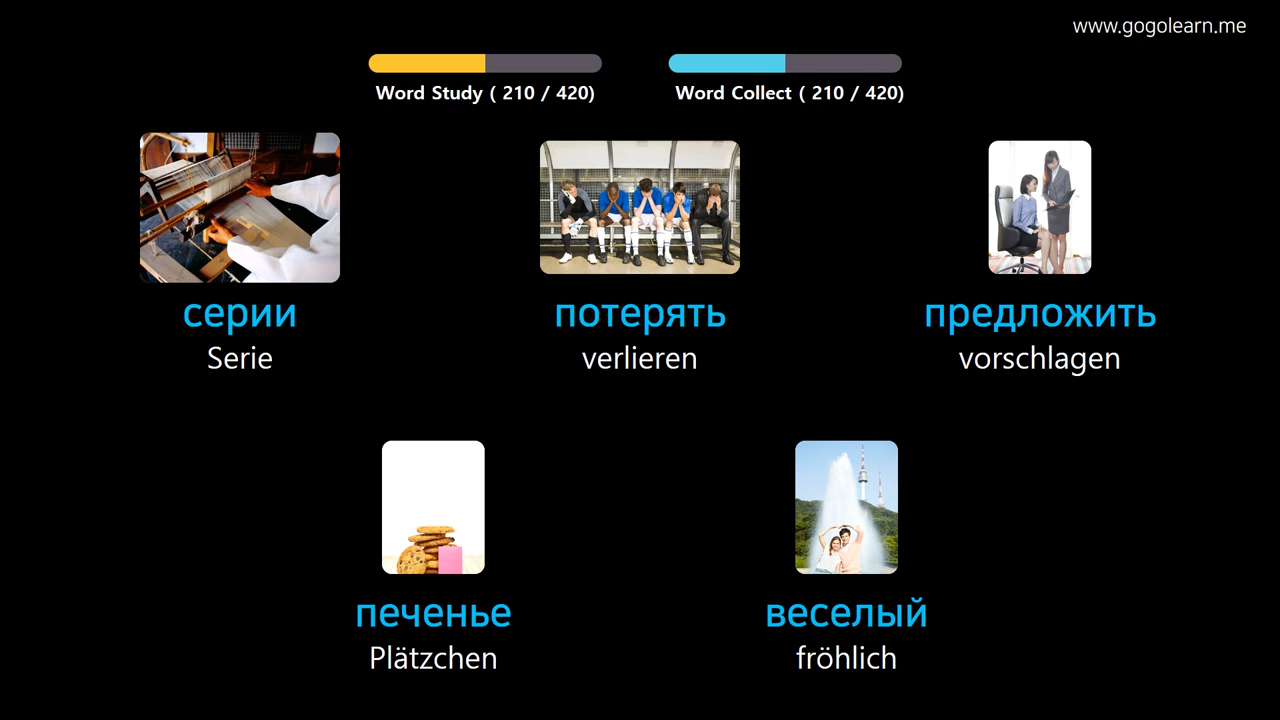 www.gogolearn.me
Word Study ( 210 / 420)
Word Collect ( 210 / 420)
серии
Serie
потерять
verlieren
предложить
vorschlagen
печенье
Plätzchen
веселый
fröhlich